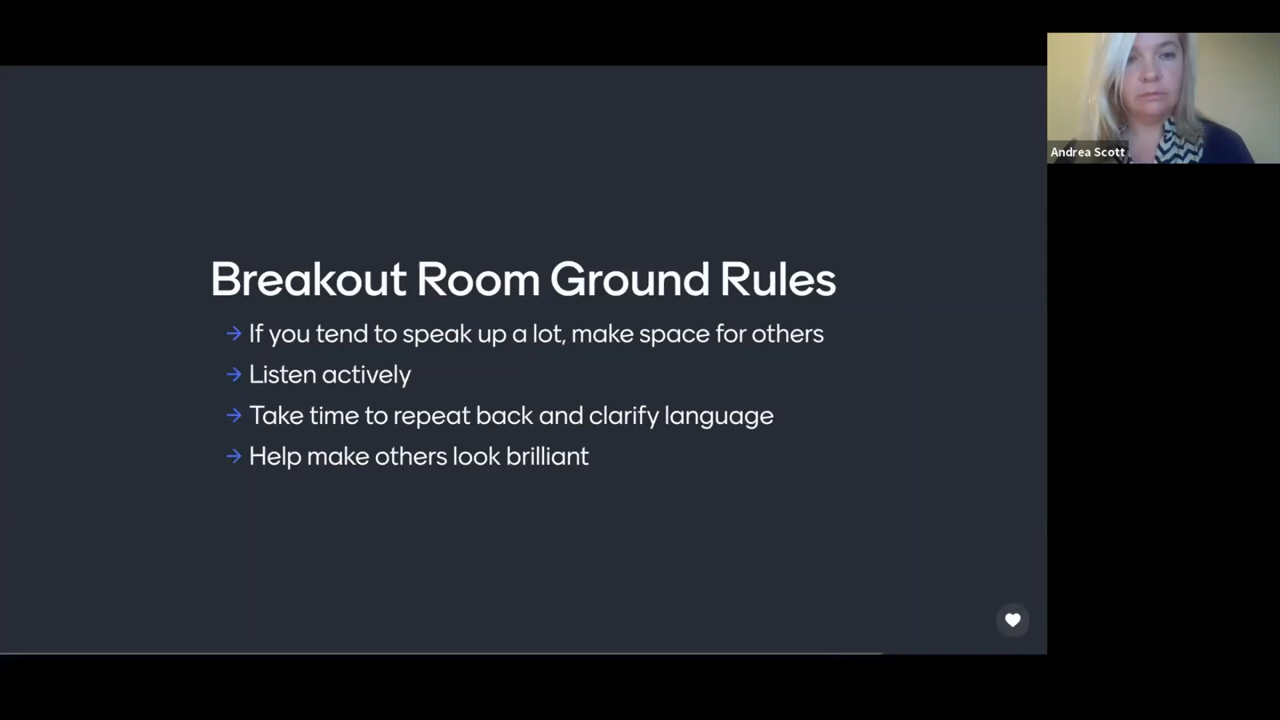 Breakout Room Ground Rules
→ If you tend to speak up a lot, make space for others
→ Listen actively
→ Take time to repeat back and clarify language
→ Help make others look brilliant
Andrea Scott